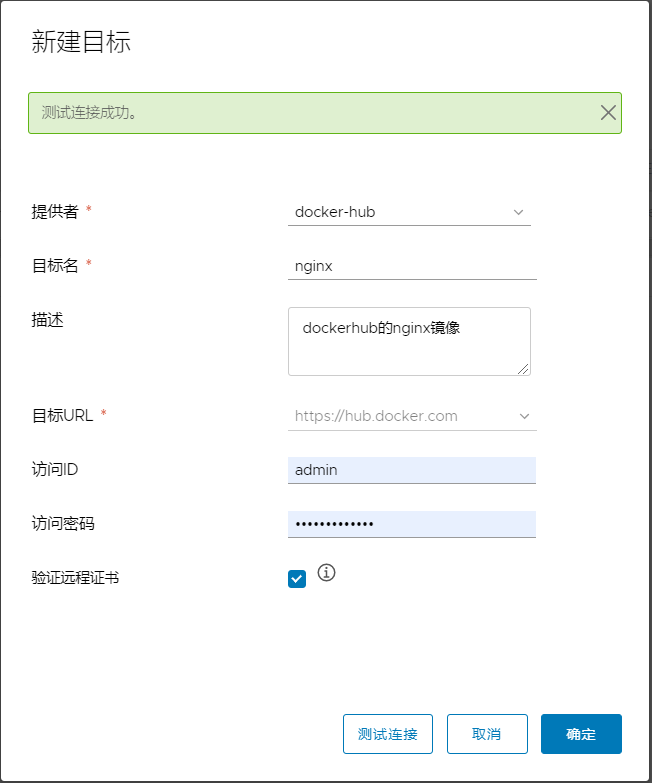 新建目标
测试连接成功。
提供者 * docker-hub
目标名 * nginx
描述 dockerhub的nginx镜像
目标URL * https://hub.docker.com
访问ID admin
访问密码 •••••••••••••
验证远程证书
测试连接 取消 确定